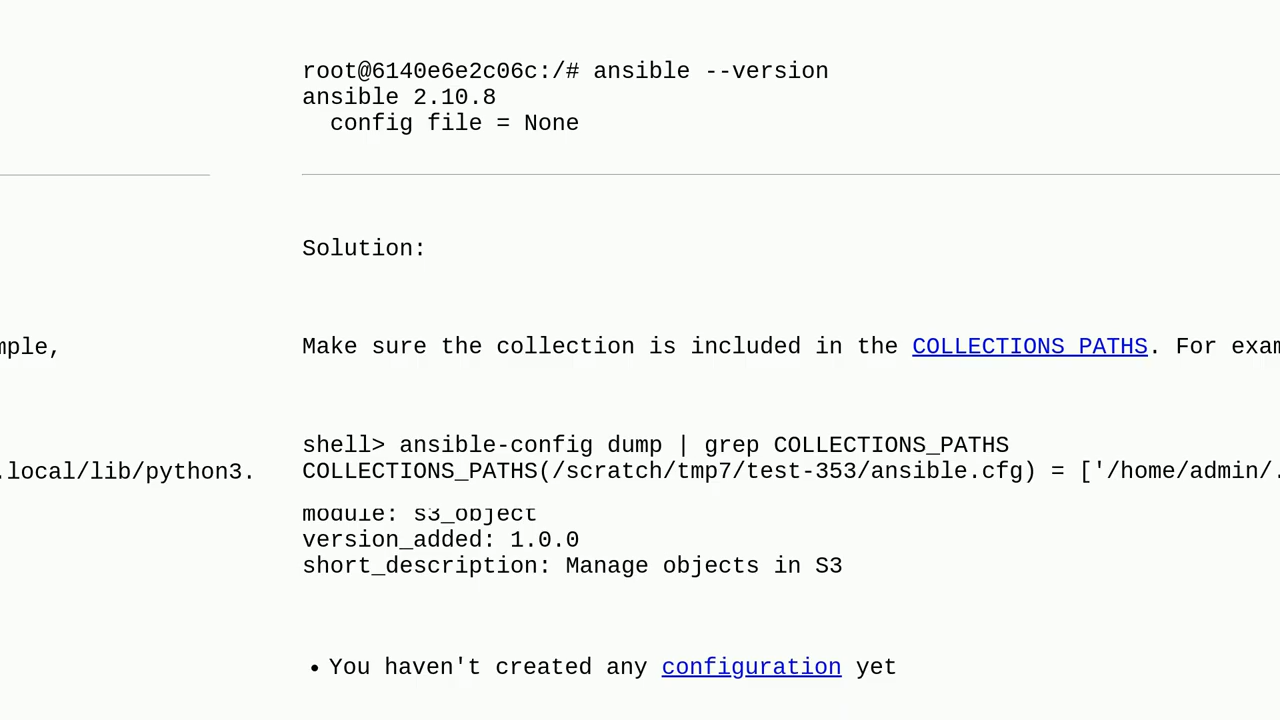 root@6140e6e2c06c:/# ansible --version
ansible 2.10.8
config file = None
Solution:
mple,
Make sure the collection is included in the COLLECTIONS_PATHS. For exam
shell> ansible-config dump | grep COLLECTIONS_PATHS
.local/lib/python3.
COLLECTIONS_PATHS(/scratch/tmp7/test-353/ansible.cfg) = ['/home/admin/.
module: s3_object
version_added: 1.0.0
short_description: Manage objects in S3
• You haven't created any configuration yet